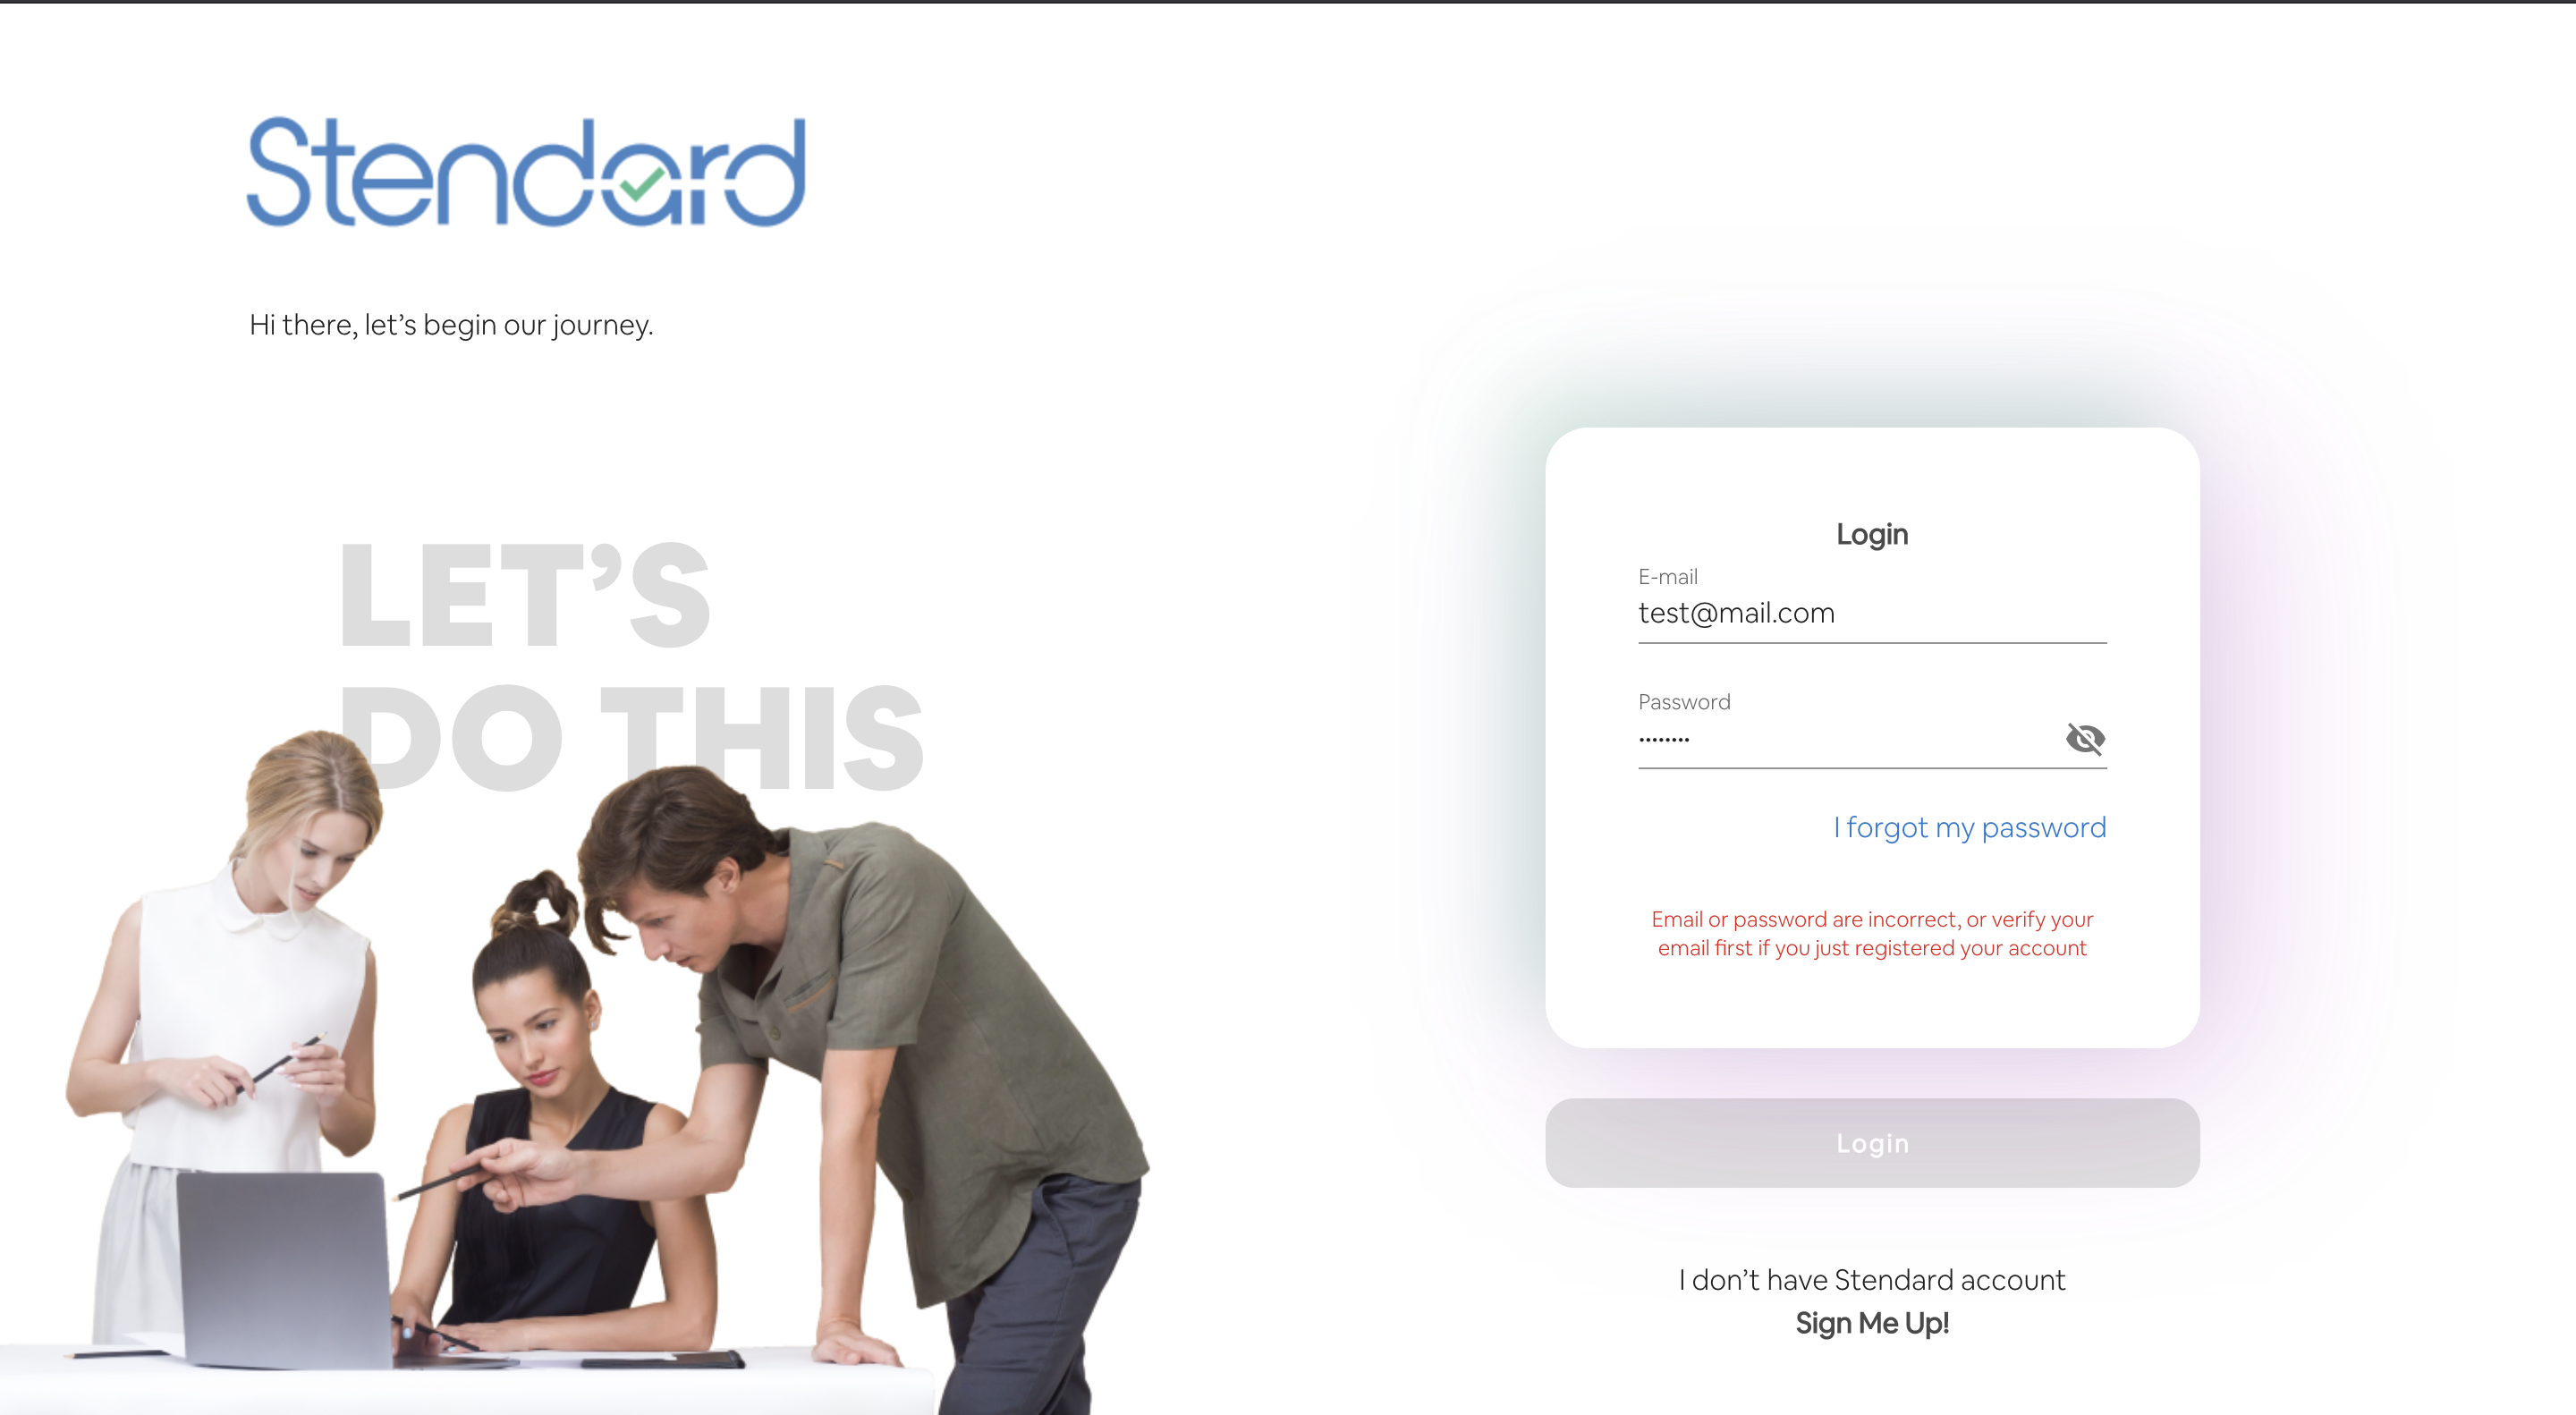 Stendard
Hi there, let’s begin our journey.
LET’S
DO THIS
Login
E-mail
test@mail.com
Password
••••••••
I forgot my password
Email or password are incorrect, or verify your
email first if you just registered your account
Login
I don’t have Stendard account
Sign Me Up!